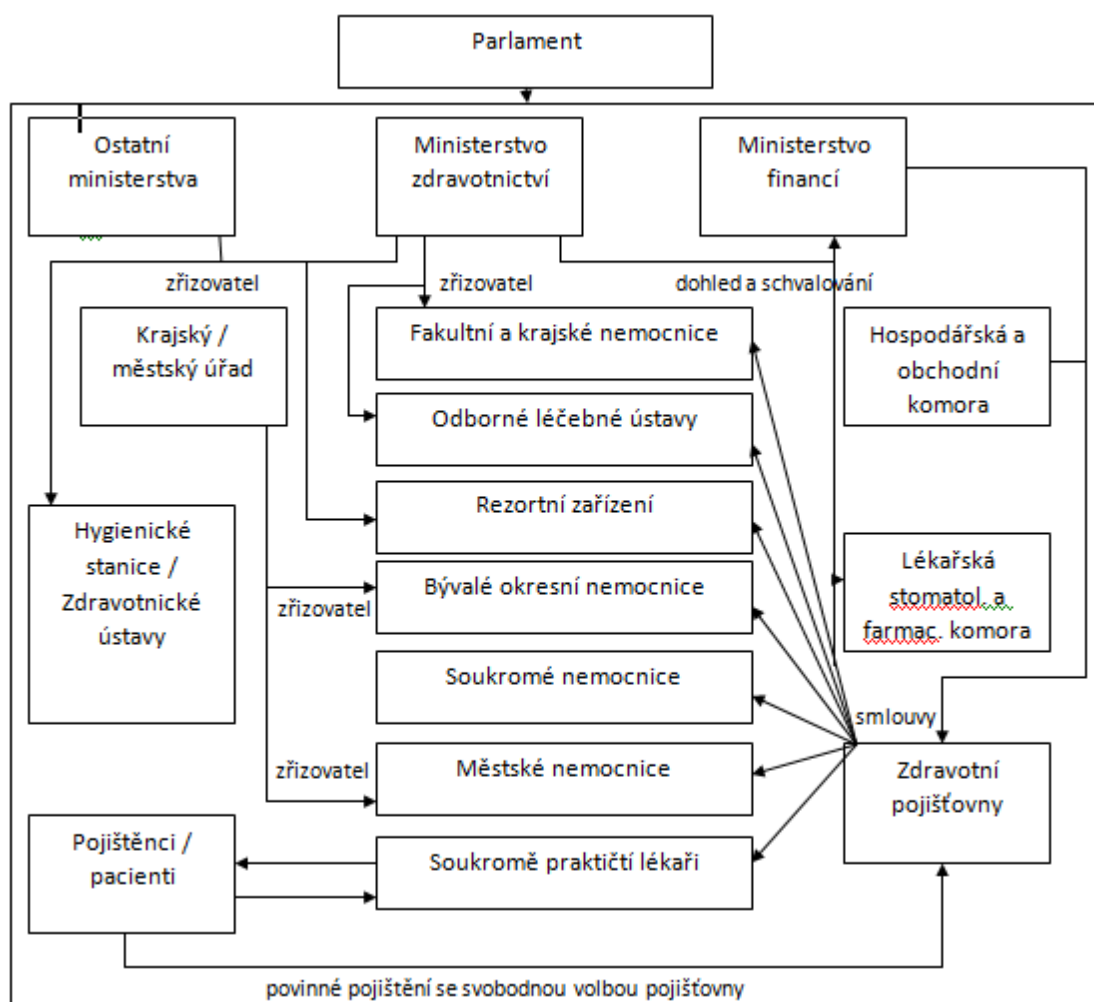 Parlament
Ostatní
ministerstva
Ministerstvo
zdravotnictví
Ministerstvo
financí
zřizovatel
zřizovatel
dohled a schvalování
Krajský /
městský úřad
Fakultní a krajské nemocnice
Hospodářská a
obchodní
komora
Odborné léčebné ústavy
Rezortní zařízení
Hygienické
stanice /
Zdravotnické
ústavy
Lékařská
stomatol. a
farmac. komora
Bývalé okresní nemocnice
zřizovatel
Soukromé nemocnice
smlouvy
Městské nemocnice
zřizovatel
Zdravotní
pojišťovny
Pojištěnci /
pacienti
Soukromě praktičtí lékaři
povinné pojištění se svobodnou volbou pojišťovny